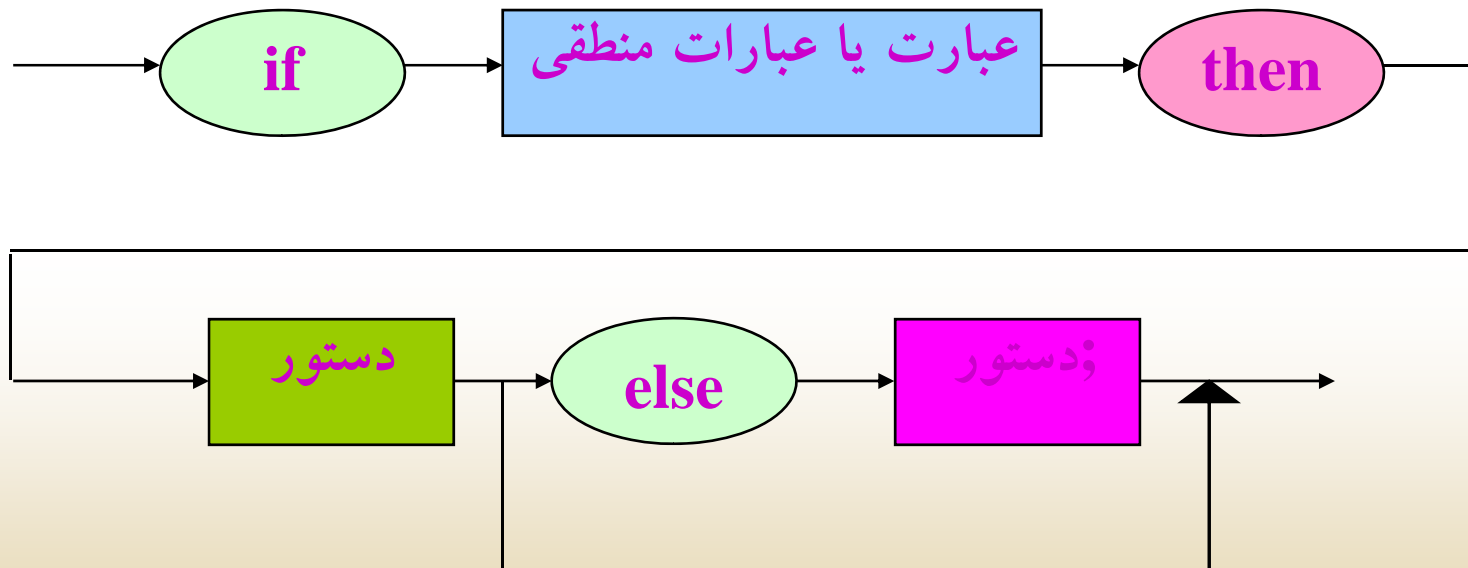 if عبارت یا عبارات منطقی then
دستور else ;دستور